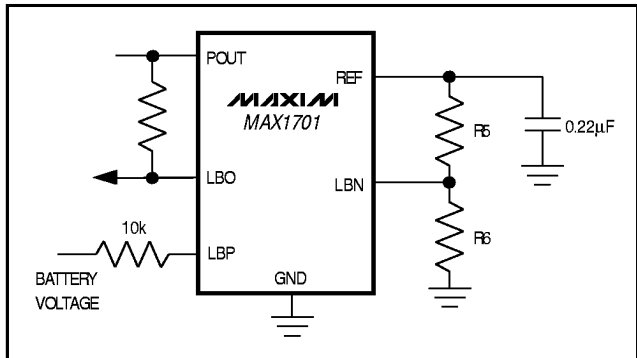 POUT
REF
MAXIM
MAX1701
R5
0.22µF
LBO
LBN
10k
LBP
R6
GND
BATTERY
VOLTAGE